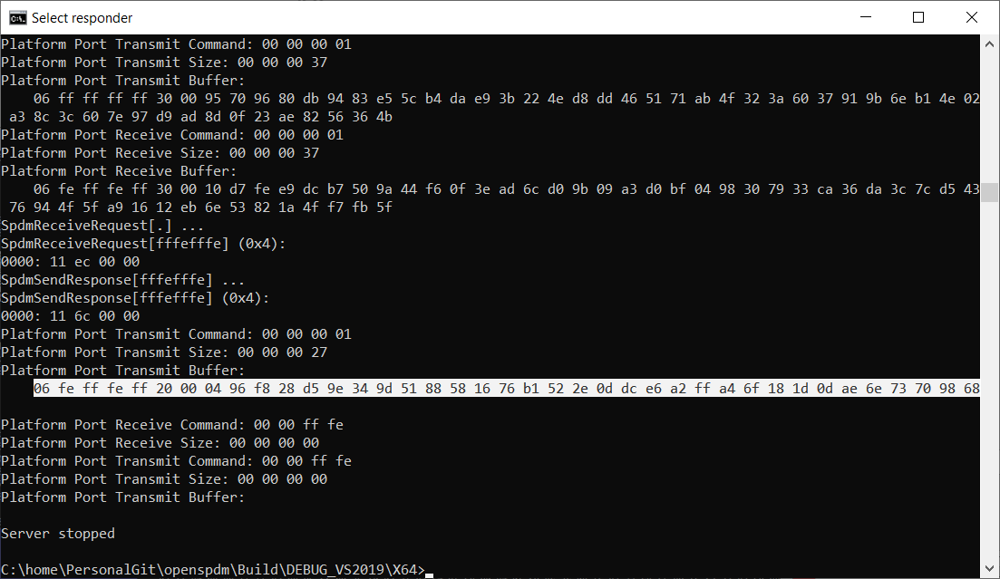 Select responder
Platform Port Transmit Command: 00 00 00 01
Platform Port Transmit Size: 00 00 00 37
Platform Port Transmit Buffer:
    06 ff ff ff ff 30 00 95 70 96 80 db 94 83 e5 5c b4 da e9 3b 22 4e d8 dd 46 51 71 ab 4f 32 3a 60 37 91 9b 6e b1 4e 02
 a3 8c 3c 60 7e 97 d9 ad 8d 0f 23 ae 82 56 36 4b
Platform Port Receive Command: 00 00 00 01
Platform Port Receive Size: 00 00 00 37
Platform Port Receive Buffer:
    06 fe ff fe ff 30 00 10 d7 fe e9 dc b7 50 9a 44 f6 0f 3e ad 6c d0 9b 09 a3 d0 bf 04 98 30 79 33 ca 36 da 3c 7c d5 43
 76 94 4f 5f a9 16 12 eb 6e 53 82 1a 4f f7 fb 5f
SpdmReceiveRequest[.] ...
SpdmReceiveRequest[fffefffe] (0x4):
0000: 11 ec 00 00
SpdmSendResponse[fffefffe] ...
SpdmSendResponse[fffefffe] (0x4):
0000: 11 6c 00 00
Platform Port Transmit Command: 00 00 00 01
Platform Port Transmit Size: 00 00 00 27
Platform Port Transmit Buffer:
    06 fe ff fe ff 20 00 04 96 f8 28 d5 9e 34 9d 51 88 58 16 76 b1 52 2e 0d dc e6 a2 ff a4 6f 18 1d 0d ae 6e 73 70 98 68
Platform Port Receive Command: 00 00 ff fe
Platform Port Receive Size: 00 00 00 00
Platform Port Transmit Command: 00 00 ff fe
Platform Port Transmit Size: 00 00 00 00
Platform Port Transmit Buffer:
Server stopped
C:\home\PersonalGit\openspdm\Build\DEBUG_VS2019\X64>